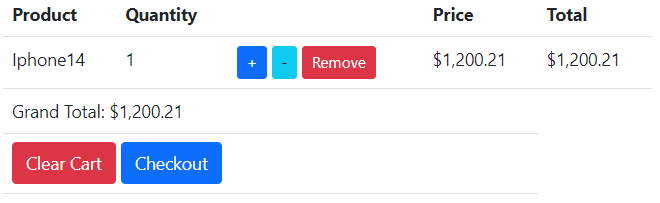 Product Quantity Price Total
Iphone14 1 + - Remove $1,200.21 $1,200.21
Grand Total: $1,200.21
Clear Cart Checkout